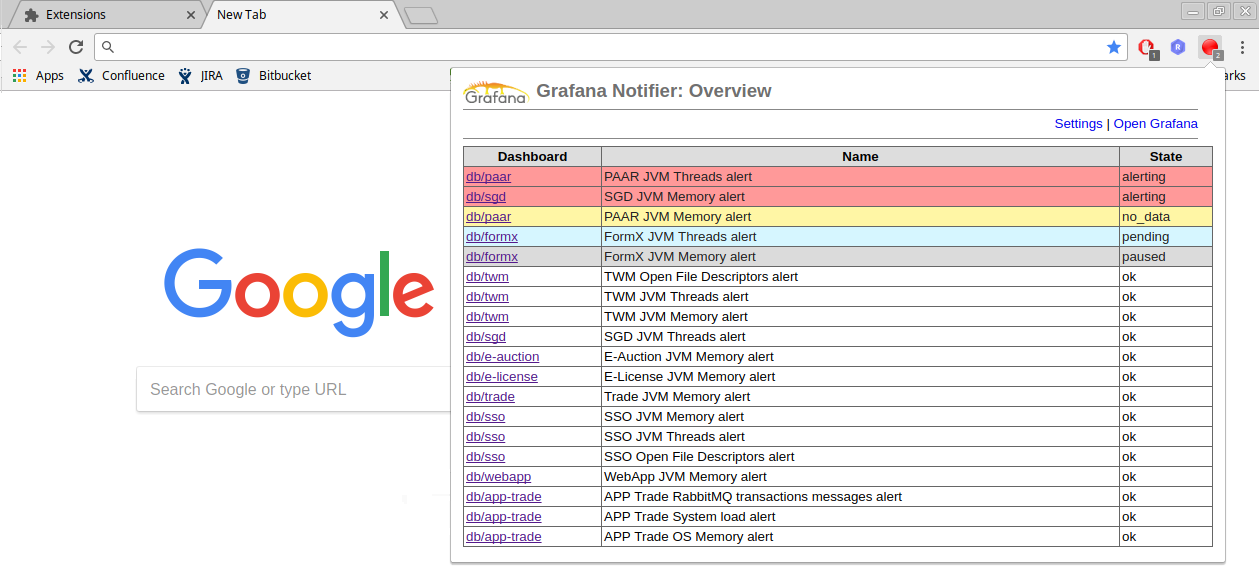 Extensions
New Tab
1
R
2
Apps
Confluence
JIRA
Bitbucket
arks
Grafana
Grafana Notifier: Overview
Settings | Open Grafana
Dashboard Name State
db/paar PAAR JVM Threads alert alerting
db/sgd SGD JVM Memory alert alerting
db/paar PAAR JVM Memory alert no_data
db/formx FormX JVM Threads alert pending
db/formx FormX JVM Memory alert paused
db/twm TWM Open File Descriptors alert ok
db/twm TWM JVM Threads alert ok
db/twm TWM JVM Memory alert ok
db/sgd SGD JVM Threads alert ok
db/e-auction E-Auction JVM Memory alert ok
db/e-license E-License JVM Memory alert ok
db/trade Trade JVM Memory alert ok
db/sso SSO JVM Memory alert ok
db/sso SSO JVM Threads alert ok
db/sso SSO Open File Descriptors alert ok
db/webapp WebApp JVM Memory alert ok
db/app-trade APP Trade RabbitMQ transactions messages alert ok
db/app-trade APP Trade System load alert ok
db/app-trade APP Trade OS Memory alert ok
Google
Search Google or type URL